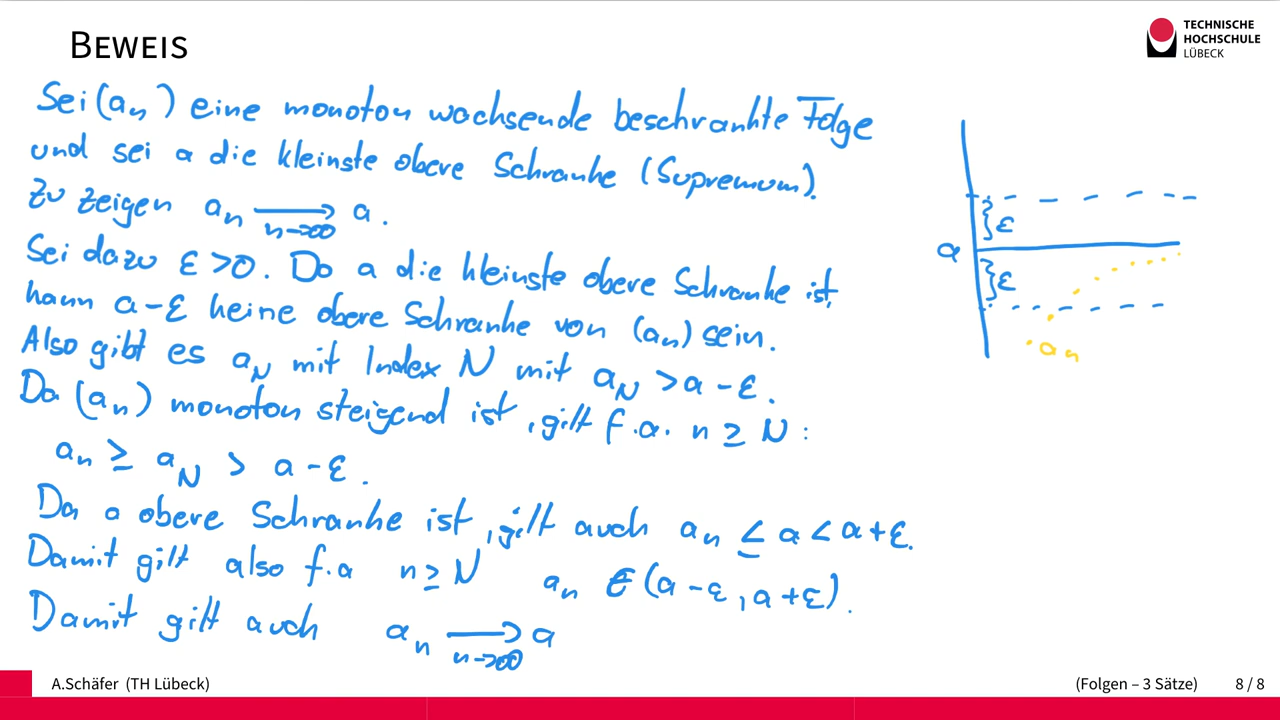 BEWEIS
TECHNISCHE
HOCHSCHULE
LÜBECK
Sei (aₙ) eine monoton wachsende beschränkte Folge
und sei a die kleinste obere Schranke (Supremum).
Zu zeigen aₙ ⟶ a.
n→∞
Sei dazu ε > 0. Da a die kleinste obere Schranke ist,
kann a-ε keine obere Schranke von (aₙ) sein.
Also gibt es a_N mit Index N mit a_N > a-ε.
Da (aₙ) monoton steigend ist, gilt f.a. n ≥ N:
aₙ ≥ a_N > a-ε.
Da a obere Schranke ist, gilt auch aₙ ≤ a < a+ε.
Damit gilt also f.a n ≥ N aₙ ∈ (a-ε, a+ε).
Damit gilt auch aₙ ⟶ a
n→∞
ε
a
ε
aₙ
A.Schäfer (TH Lübeck)
(Folgen – 3 Sätze)
8 / 8